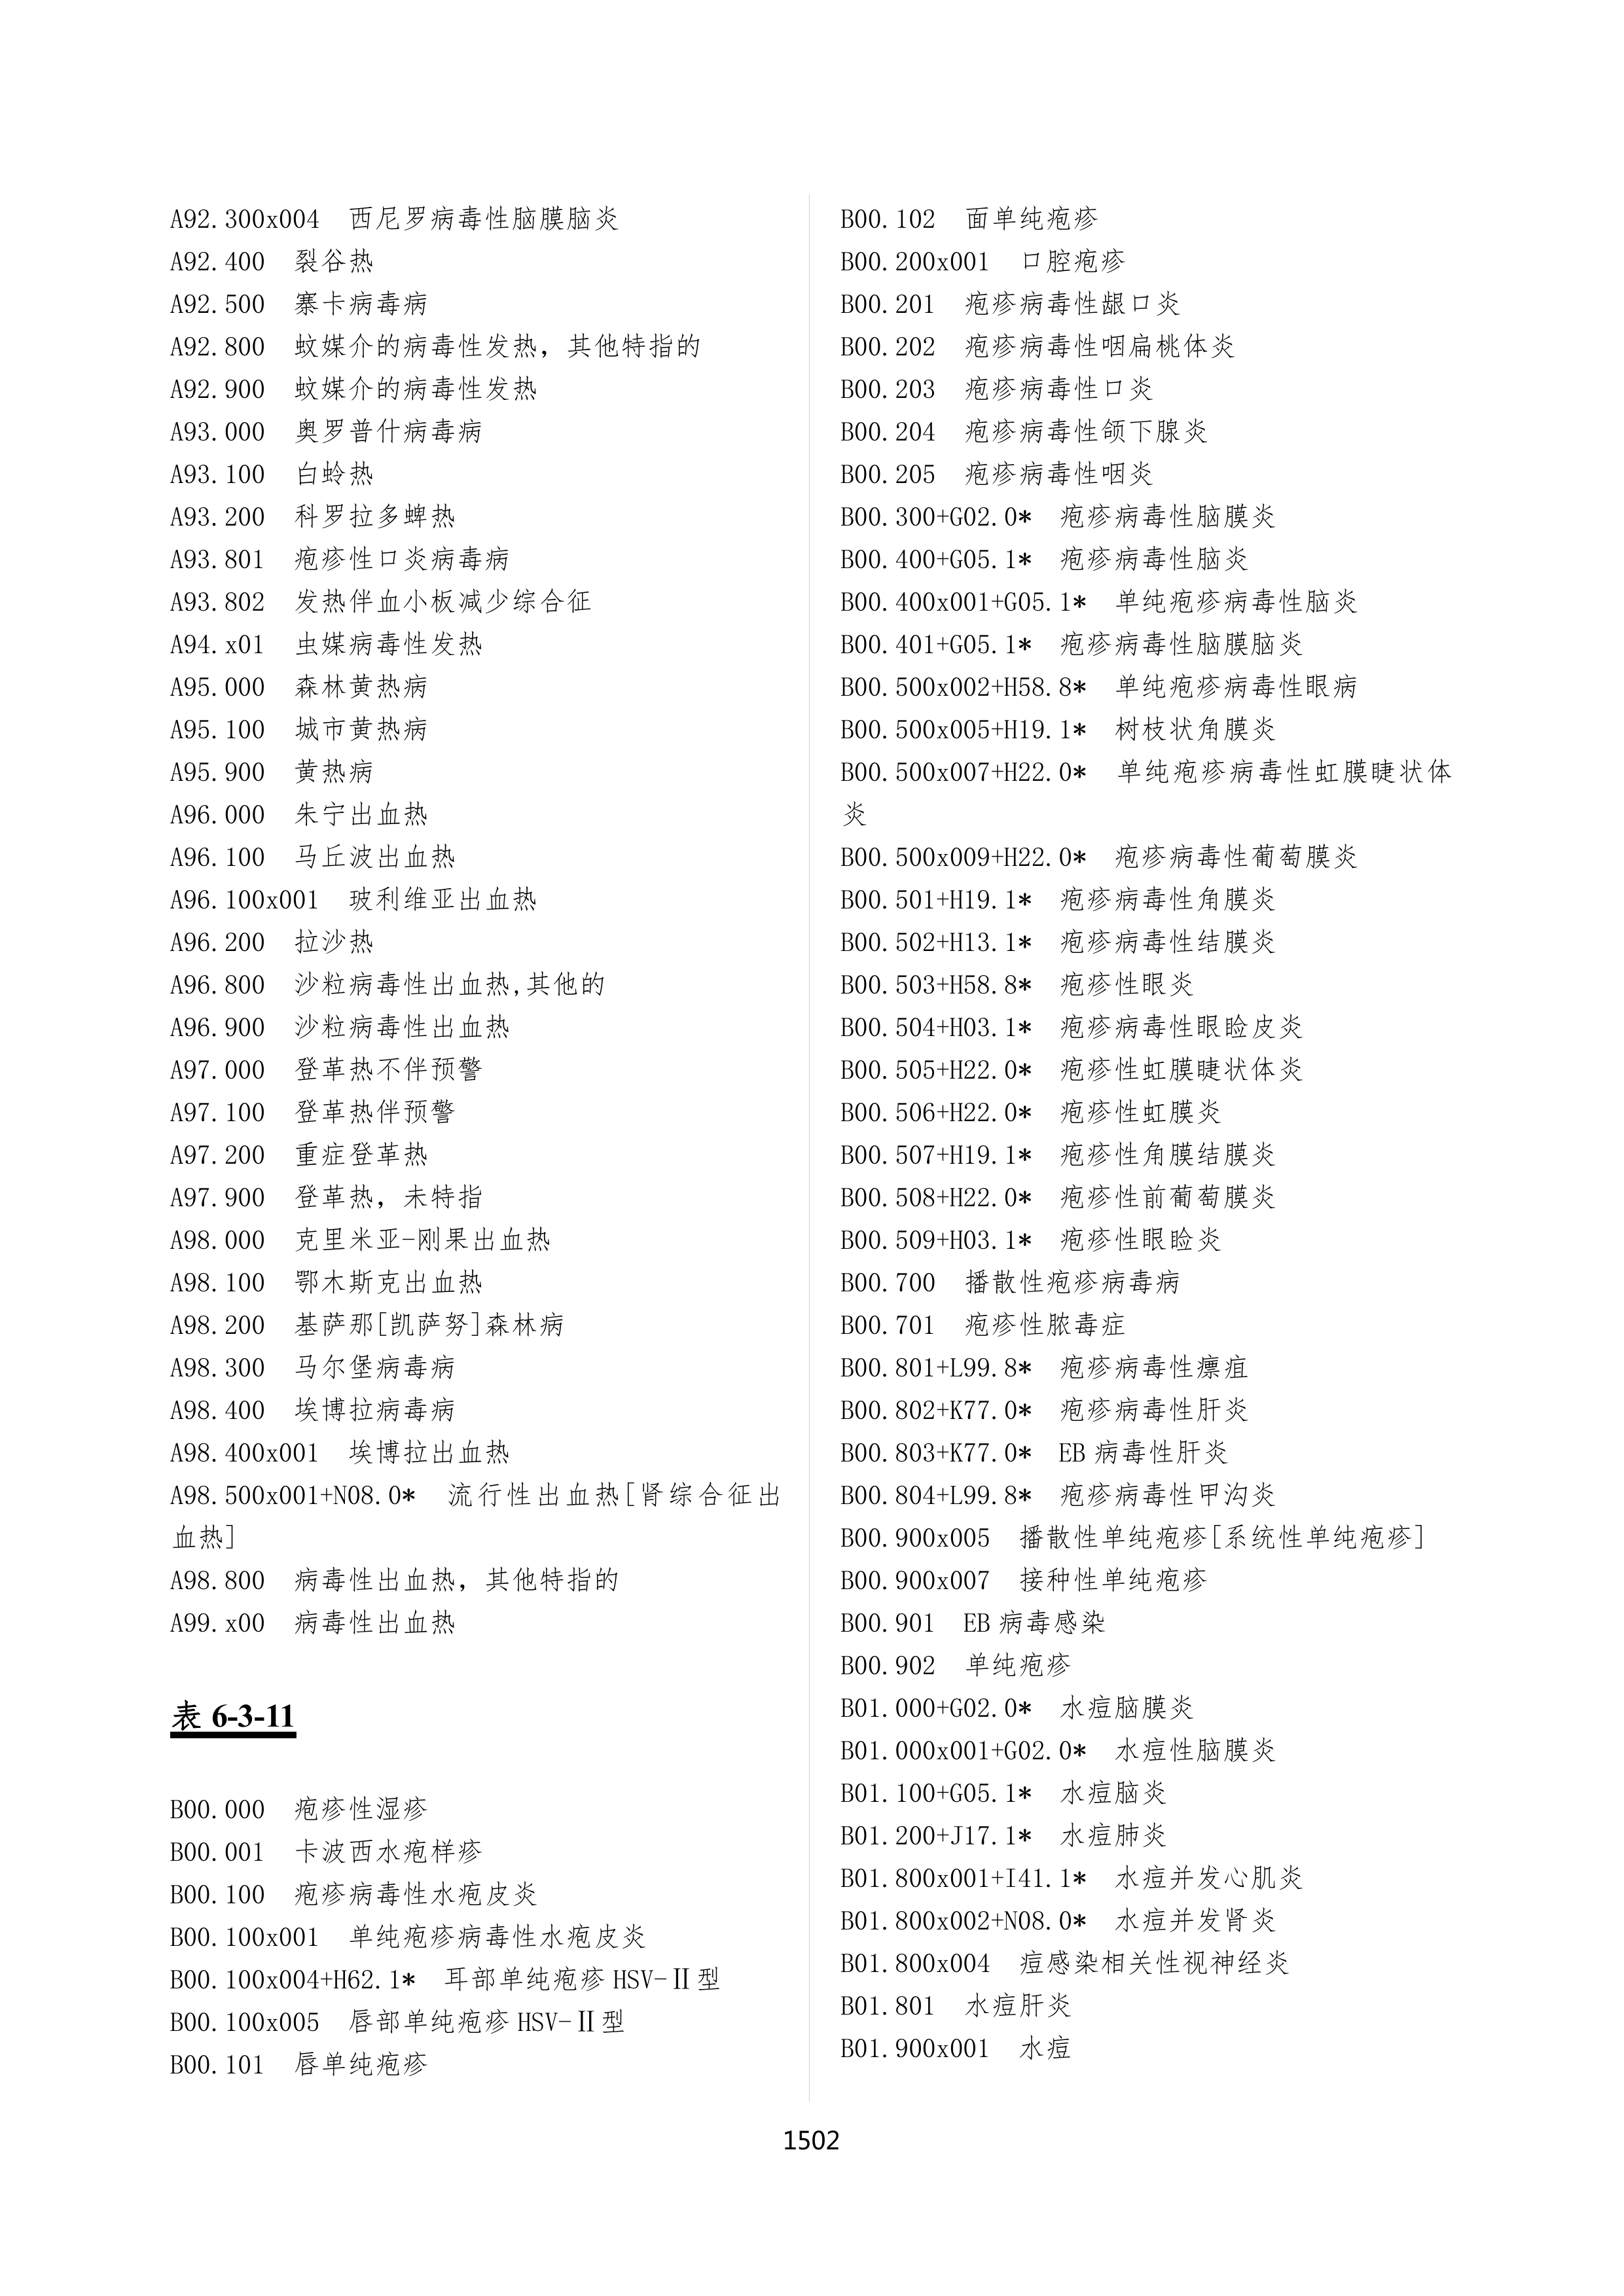 A92.300x004  西尼罗病毒性脑膜脑炎
A92.400  裂谷热
A92.500  寨卡病毒病
A92.800  蚊媒介的病毒性发热，其他特指的
A92.900  蚊媒介的病毒性发热
A93.000  奥罗普什病毒病
A93.100  白蛉热
A93.200  科罗拉多蜱热
A93.801  疱疹性口炎病毒病
A93.802  发热伴血小板减少综合征
A94.x01  虫媒病毒性发热
A95.000  森林黄热病
A95.100  城市黄热病
A95.900  黄热病
A96.000  朱宁出血热
A96.100  马丘波出血热
A96.100x001  玻利维亚出血热
A96.200  拉沙热
A96.800  沙粒病毒性出血热,其他的
A96.900  沙粒病毒性出血热
A97.000  登革热不伴预警
A97.100  登革热伴预警
A97.200  重症登革热
A97.900  登革热，未特指
A98.000  克里米亚-刚果出血热
A98.100  鄂木斯克出血热
A98.200  基萨那[凯萨努]森林病
A98.300  马尔堡病毒病
A98.400  埃博拉病毒病
A98.400x001  埃博拉出血热
A98.500x001+N08.0*  流行性出血热[肾综合征出
血热]
A98.800  病毒性出血热，其他特指的
A99.x00  病毒性出血热
表 6-3-11
B00.000  疱疹性湿疹
B00.001  卡波西水疱样疹
B00.100  疱疹病毒性水疱皮炎
B00.100x001  单纯疱疹病毒性水疱皮炎
B00.100x004+H62.1*  耳部单纯疱疹 HSV-Ⅱ型
B00.100x005  唇部单纯疱疹 HSV-Ⅱ型
B00.101  唇单纯疱疹
B00.102  面单纯疱疹
B00.200x001  口腔疱疹
B00.201  疱疹病毒性龈口炎
B00.202  疱疹病毒性咽扁桃体炎
B00.203  疱疹病毒性口炎
B00.204  疱疹病毒性颌下腺炎
B00.205  疱疹病毒性咽炎
B00.300+G02.0*  疱疹病毒性脑膜炎
B00.400+G05.1*  疱疹病毒性脑炎
B00.400x001+G05.1*  单纯疱疹病毒性脑炎
B00.401+G05.1*  疱疹病毒性脑膜脑炎
B00.500x002+H58.8*  单纯疱疹病毒性眼病
B00.500x005+H19.1*  树枝状角膜炎
B00.500x007+H22.0*  单纯疱疹病毒性虹膜睫状体
炎
B00.500x009+H22.0*  疱疹病毒性葡萄膜炎
B00.501+H19.1*  疱疹病毒性角膜炎
B00.502+H13.1*  疱疹病毒性结膜炎
B00.503+H58.8*  疱疹性眼炎
B00.504+H03.1*  疱疹病毒性眼睑皮炎
B00.505+H22.0*  疱疹性虹膜睫状体炎
B00.506+H22.0*  疱疹性虹膜炎
B00.507+H19.1*  疱疹性角膜结膜炎
B00.508+H22.0*  疱疹性前葡萄膜炎
B00.509+H03.1*  疱疹性眼睑炎
B00.700  播散性疱疹病毒病
B00.701  疱疹性脓毒症
B00.801+L99.8*  疱疹病毒性瘭疽
B00.802+K77.0*  疱疹病毒性肝炎
B00.803+K77.0*  EB 病毒性肝炎
B00.804+L99.8*  疱疹病毒性甲沟炎
B00.900x005  播散性单纯疱疹[系统性单纯疱疹]
B00.900x007  接种性单纯疱疹
B00.901  EB 病毒感染
B00.902  单纯疱疹
B01.000+G02.0*  水痘脑膜炎
B01.000x001+G02.0*  水痘性脑膜炎
B01.100+G05.1*  水痘脑炎
B01.200+J17.1*  水痘肺炎
B01.800x001+I41.1*  水痘并发心肌炎
B01.800x002+N08.0*  水痘并发肾炎
B01.800x004  痘感染相关性视神经炎
B01.801  水痘肝炎
B01.900x001  水痘
1502